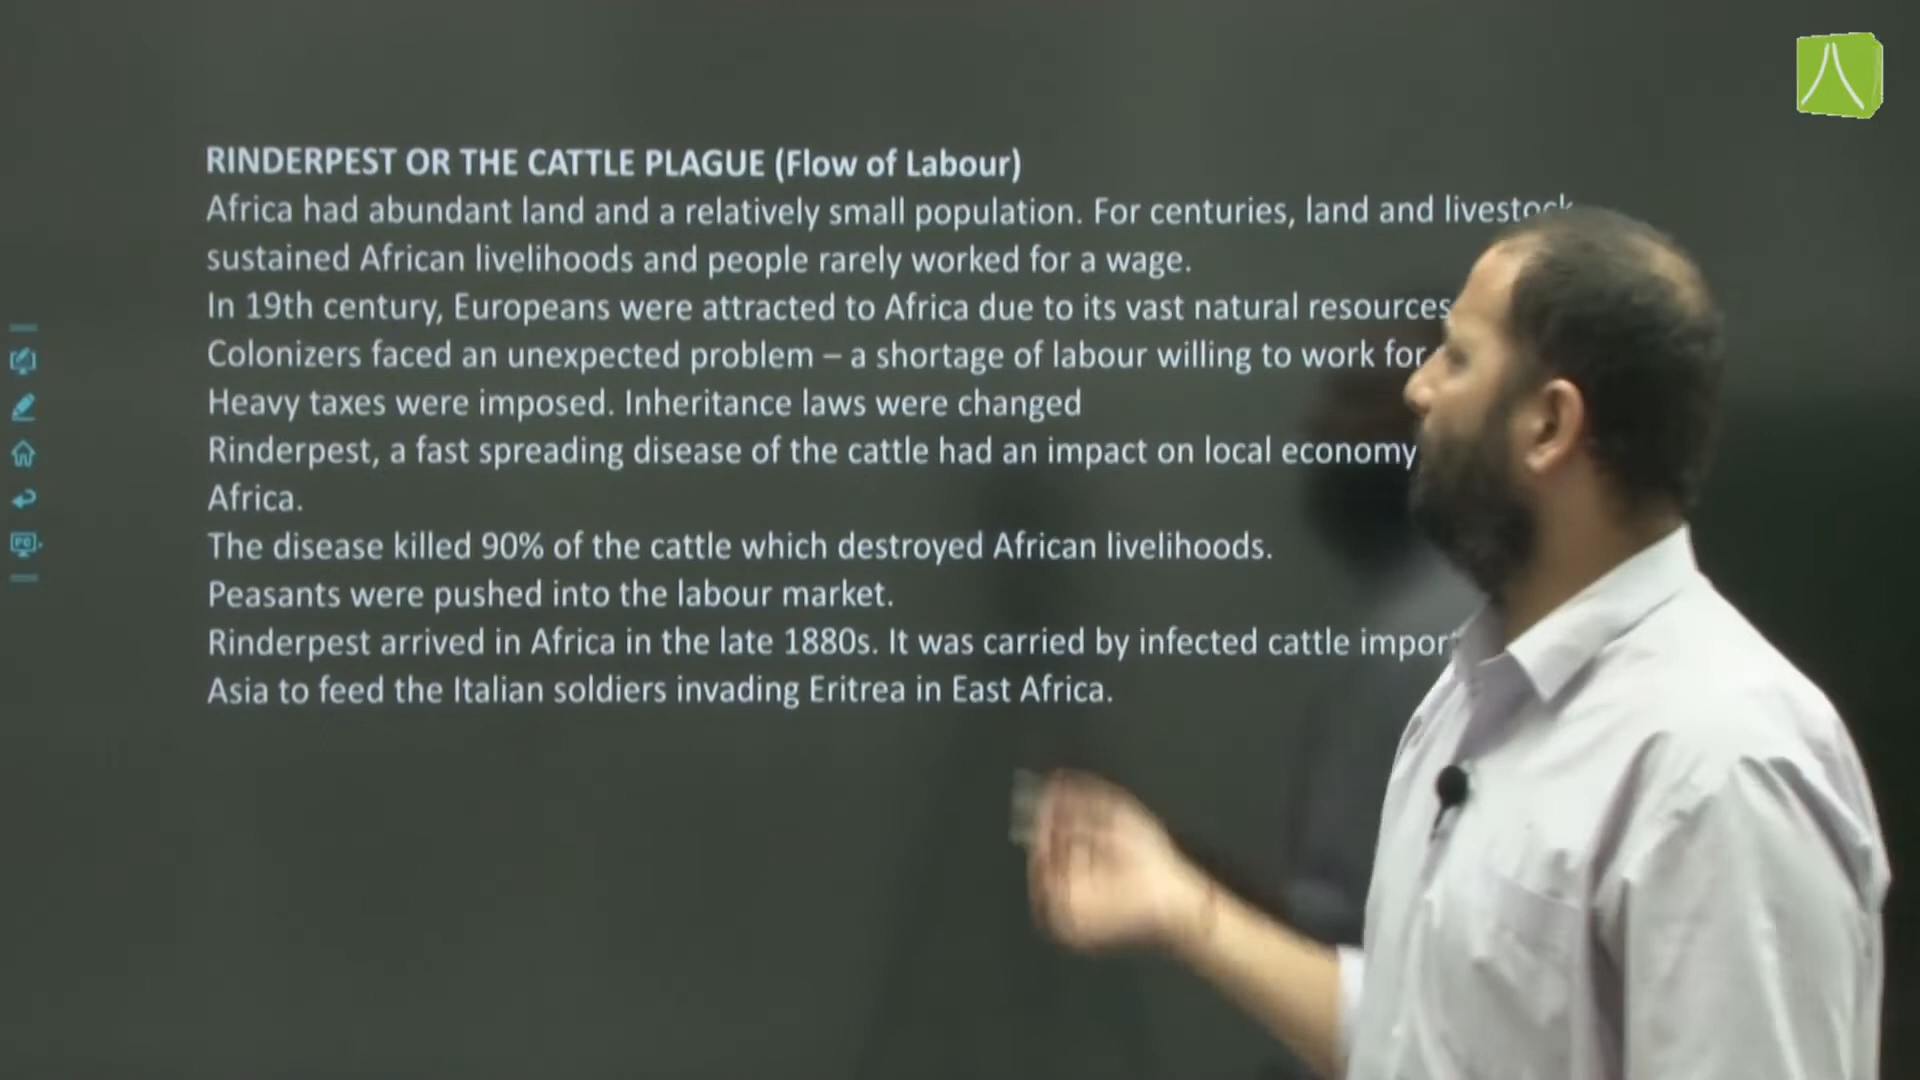 RINDERPEST OR THE CATTLE PLAGUE (Flow of Labour)
Africa had abundant land and a relatively small population. For centuries, land and livestock
sustained African livelihoods and people rarely worked for a wage.
In 19th century, Europeans were attracted to Africa due to its vast natural resources
Colonizers faced an unexpected problem – a shortage of labour willing to work for
Heavy taxes were imposed. Inheritance laws were changed
Rinderpest, a fast spreading disease of the cattle had an impact on local economy
Africa.
The disease killed 90% of the cattle which destroyed African livelihoods.
Peasants were pushed into the labour market.
Rinderpest arrived in Africa in the late 1880s. It was carried by infected cattle
Asia to feed the Italian soldiers invading Eritrea in East Africa.